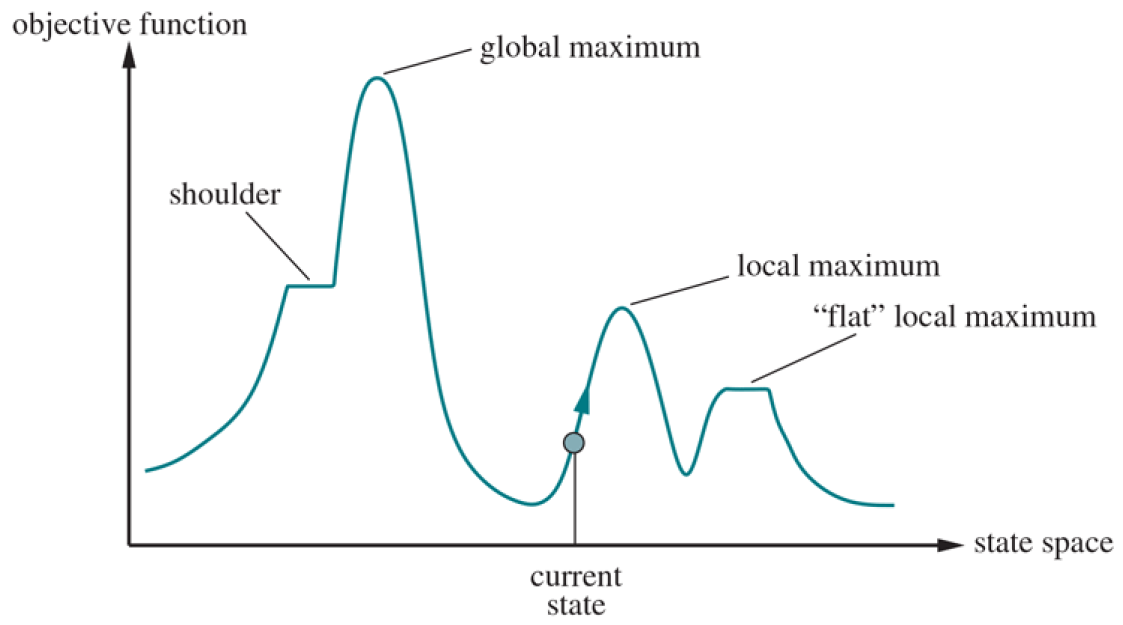 objective function
global maximum
shoulder
local maximum
“flat” local maximum
state space
current
state